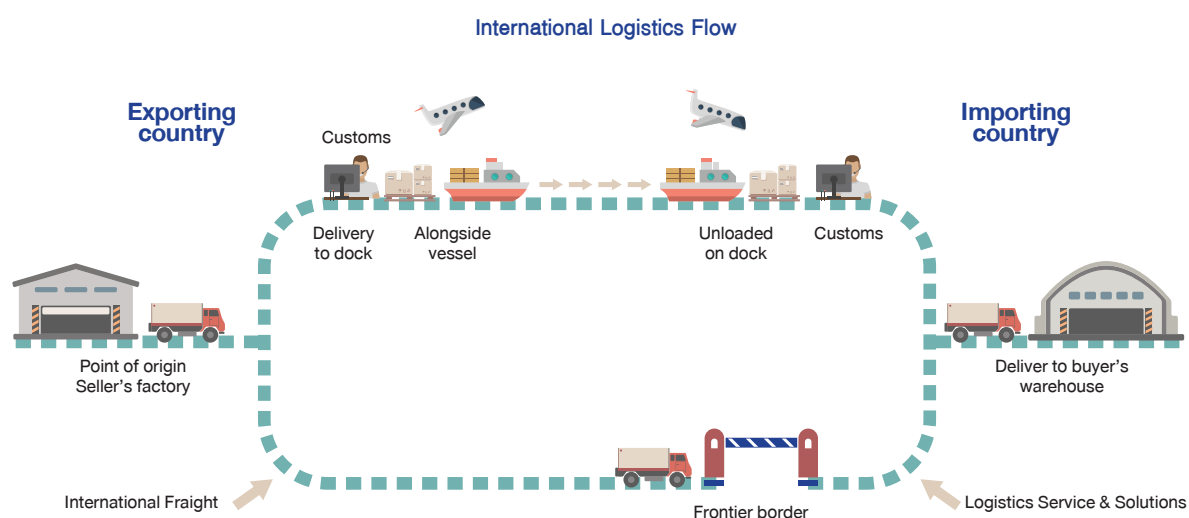 International Logistics Flow
Exporting
country
Importing
country
Customs
Delivery
to dock
Alongside
vessel
Unloaded
on dock
Customs
Point of origin
Seller's factory
Deliver to buyer's
warehouse
International Freight
Frontier border
Logistics Service & Solutions